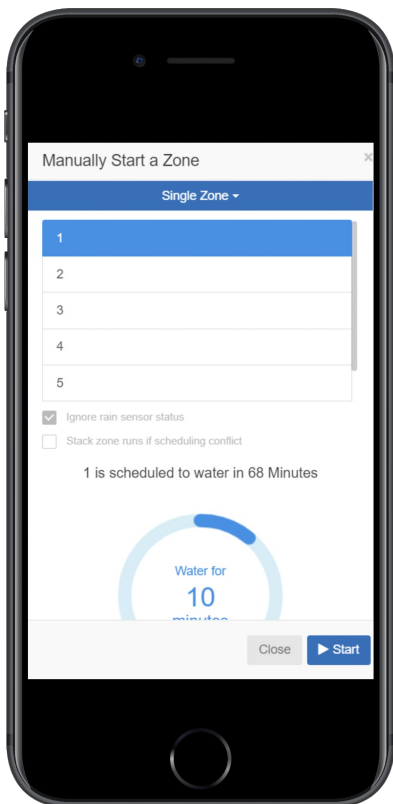 Manually Start a Zone ×
Single Zone
1
2
3
4
5
Ignore rain sensor status
Stack zone runs if scheduling conflict
1 is scheduled to water in 68 Minutes
Water for
10
minutes
Close Start